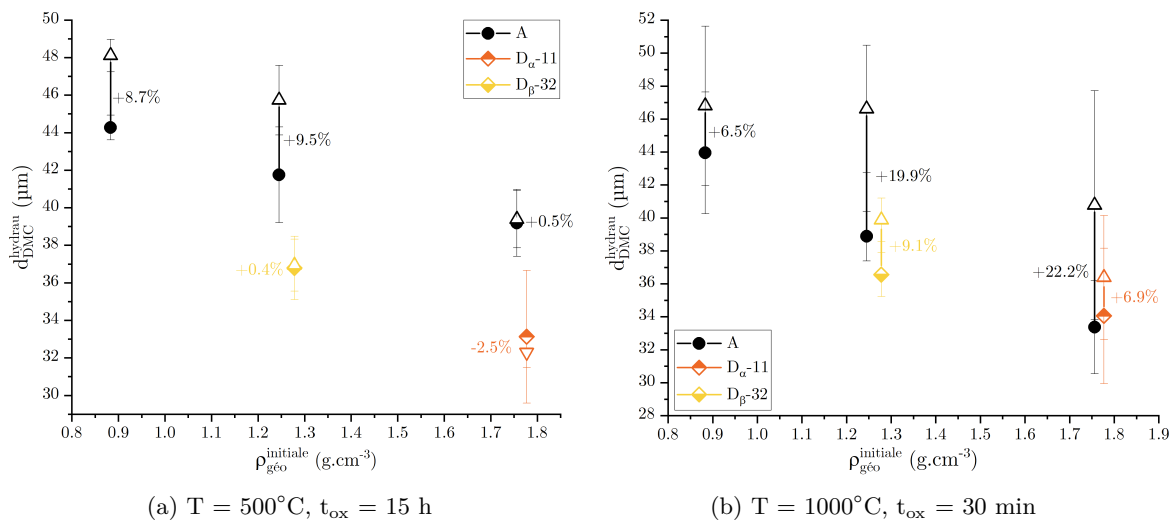 50
48
46
44
42
40
38
36
34
32
30
d_DMC^hydrau (µm)
+8.7%
+9.5%
+0.5%
+0.4%
-2.5%
A
D_α-11
D_β-32
0.8 0.9 1.0 1.1 1.2 1.3 1.4 1.5 1.6 1.7 1.8
ρ_géo^initiale (g.cm⁻³)
(a) T = 500°C, t_ox = 15 h
52
50
48
46
44
42
40
38
36
34
32
30
28
d_DMC^hydrau (µm)
+6.5%
+19.9%
+9.1%
+22.2%
+6.9%
A
D_α-11
D_β-32
0.8 0.9 1.0 1.1 1.2 1.3 1.4 1.5 1.6 1.7 1.8 1.9
ρ_géo^initiale (g.cm⁻³)
(b) T = 1000°C, t_ox = 30 min